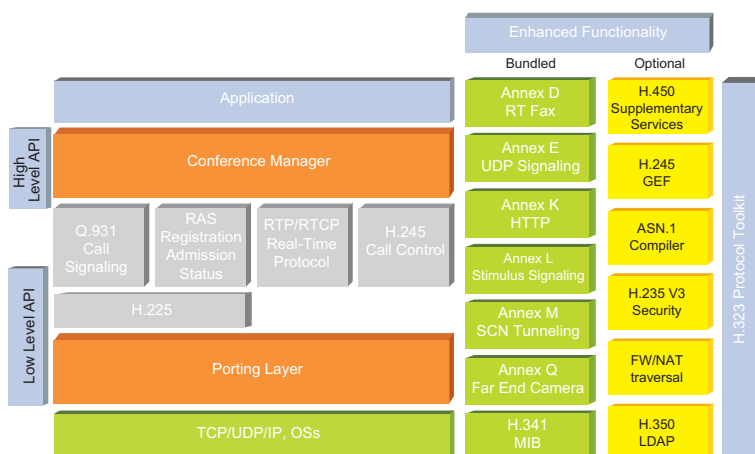 Enhanced Functionality
Bundled
Optional
Application
High
Level API
Conference Manager
Q.931
Call
Signaling
RAS
Registration
Admission
Status
RTP/RTCP
Real-Time
Protocol
H.245
Call Control
H.225
Low Level API
Porting Layer
TCP/UDP/IP, OSs
Annex D
RT Fax
Annex E
UDP Signaling
Annex K
HTTP
Annex L
Stimulus Signaling
Annex M
SCN Tunneling
Annex Q
Far End Camera
H.341
MIB
H.450
Supplementary
Services
H.245
GEF
ASN.1
Compiler
H.235 V3
Security
FW/NAT
traversal
H.350
LDAP
H.323 Protocol Toolkit